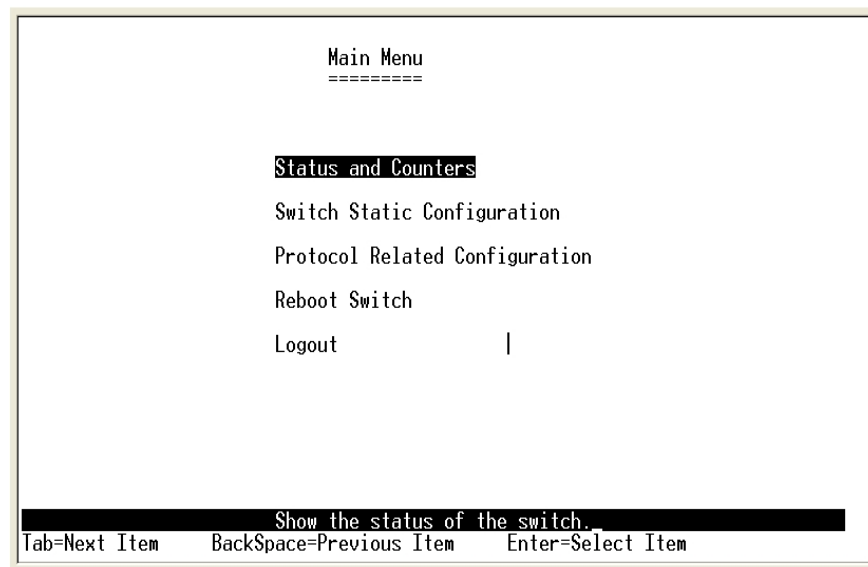 Main Menu
=========
Status and Counters
Switch Static Configuration
Protocol Related Configuration
Reboot Switch
Logout
Show the status of the switch._
Tab=Next Item BackSpace=Previous Item Enter=Select Item